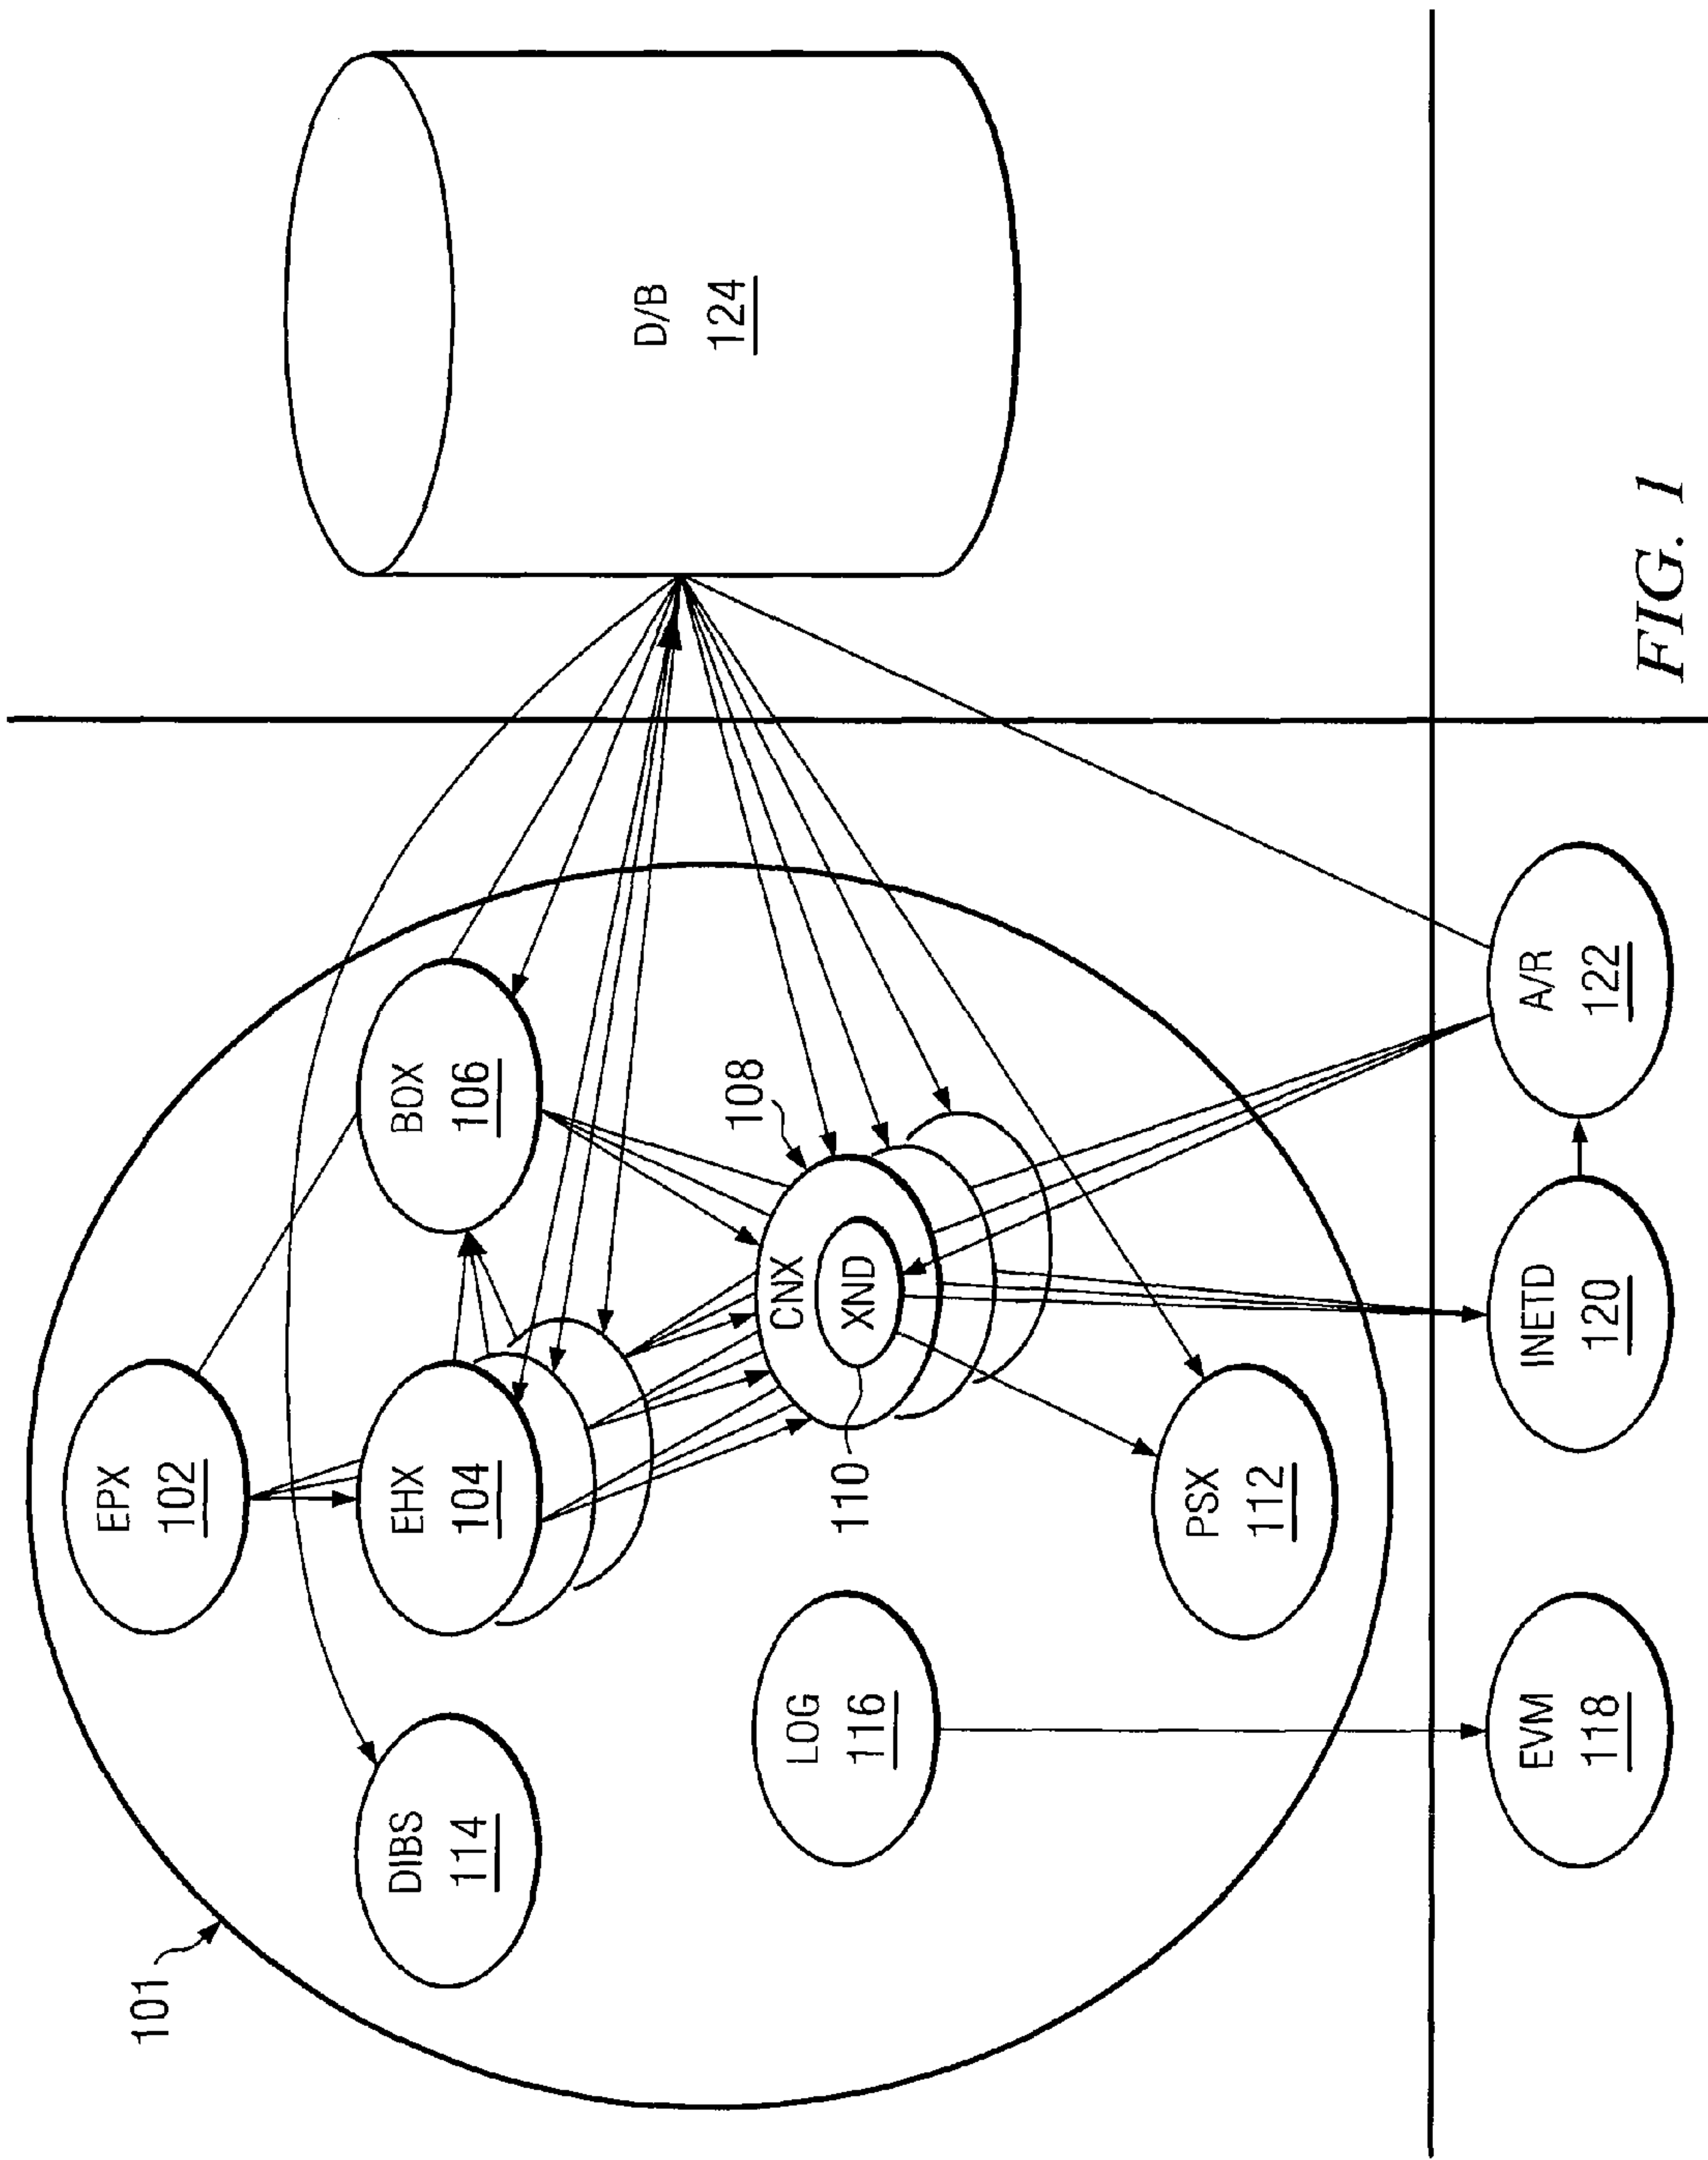 101
EPX
102
DIBS
114
EHX
104
BOX
106
D/B
124
108
LOG
116
CNX
XND
110
PSX
112
EVM
118
INETD
120
A/R
122
FIG. 1